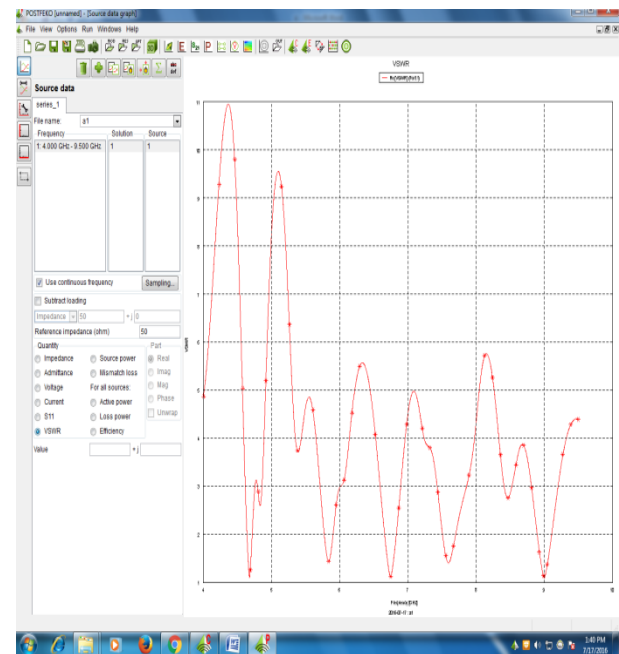 POSTFEKO [unnamed] - [Source data graph]
File View Options Run Windows Help
Source data
series_1
File name: a1
Frequency Solution Source
1: 4.000 GHz - 9.500 GHz 1 1
Use continuous frequency Sampling...
Subtract loading
Impedance 50 + j 0
Reference impedance (ohm) 50
Quantity Part
Impedance Source power Real
Admittance Mismatch loss Imag
Voltage For all sources: Mag
Current Active power Phase
S11 Loss power Unwrap
VSWR Efficiency
Value + j
VSWR
11
10
9
8
7
6
5
4
3
2
1
VSWR
4 5 6 7 8 9 10
Frequency [GHz]
1:40 PM
7/17/2016